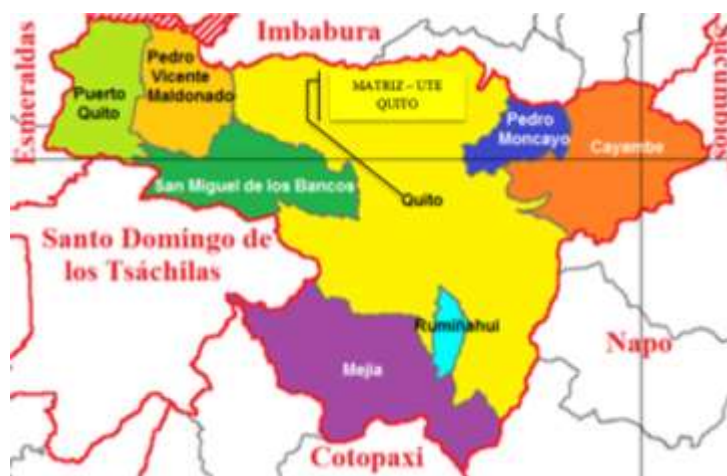 Imbabura
Esmeraldas
Sucumbíos
Puerto
Quito
Pedro
Vicente
Maldonado
MATRIZ – UTE
QUITO
Pedro
Moncayo
Cayambe
San Miguel de los Bancos
Quito
Santo Domingo de
los Tsáchilas
Rumiñahui
Napo
Mejia
Cotopaxi